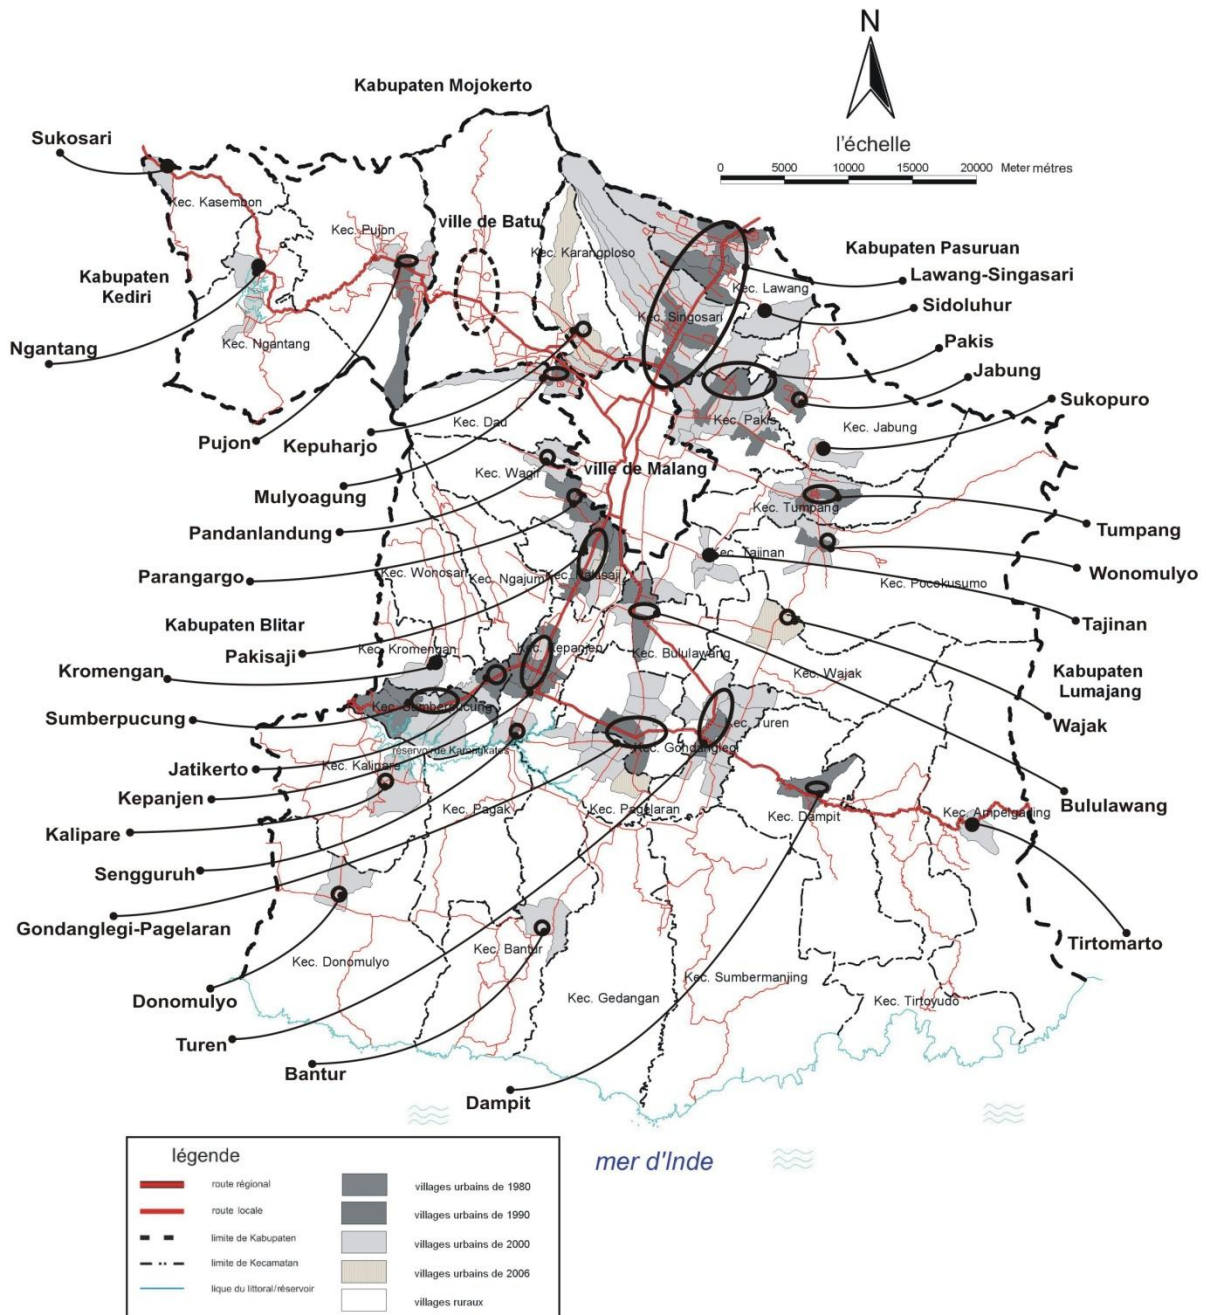 N
Kabupaten Mojokerto
l'échelle
0 5000 10000 15000 20000 Meter métres
Sukosari
Kec. Kasembon
Kec. Pujon
ville de Batu
Kec. Karangploso
Kabupaten Pasuruan
Lawang-Singasari
Kec. Lawang
Kabupaten
Kediri
Kec. Singosari
Sidoluhur
Ngantang
Kec. Ngantang
Pakis
Jabung
Sukopuro
Pujon
Kepuharjo
Kec. Dau
Kec. Pakis
Kec. Jabung
Mulyoagung
Kec. Wagir
ville de Malang
Pandanlandung
Kec. Tumpang
Tumpang
Parangargo
Kec. Wonosari
Kec. Ngajum
Kec. Tajinan
Kec. Pocokusumo
Wonomulyo
Kabupaten Blitar
Pakisaji
Tajinan
Kec. Kromengan
Kec. Kepanjen
Kec. Bululawang
Kec. Wajak
Kabupaten
Lumajang
Kromengan
Sumberpucung
Kec. Sumberpucung
Kec. Turen
Wajak
Kec. Gondanglegi
Jatikerto
Kec. Kalipare
Kepanjen
Kec. Pagak
Kec. Pagelaran
Kec. Dampit
Kec. Ampelgading
Bululawang
Kalipare
Sengguruh
Gondanglegi-Pagelaran
Kec. Donomulyo
Kec. Bantur
Tirtomarto
Donomulyo
Kec. Gedangan
Kec. Sumbermanjing
Kec. Tirtoyudo
Turen
Bantur
Dampit
mer d'Inde
légende
route régional
route locale
limite de Kabupaten
limite de Kecamatan
lique du littoral/réservoir
villages urbains de 1980
villages urbains de 1990
villages urbains de 2000
villages urbains de 2006
villages ruraux